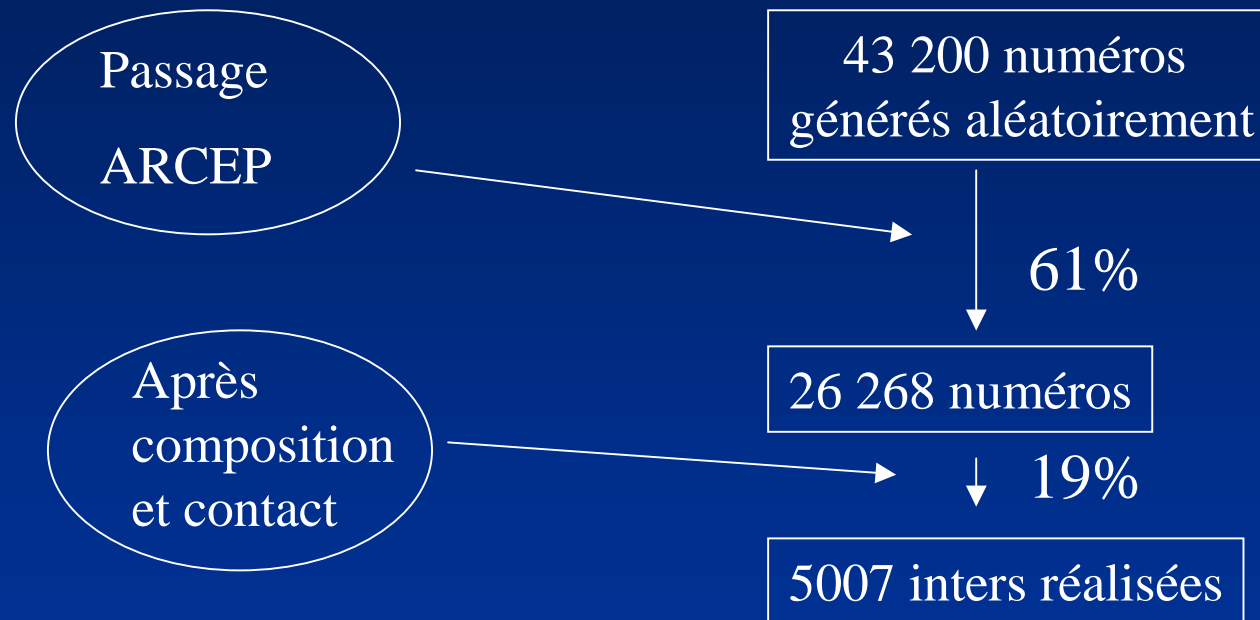 Passage
ARCEP
43 200 numéros
générés aléatoirement
61%
Après
composition
et contact
26 268 numéros
19%
5007 inters réalisées